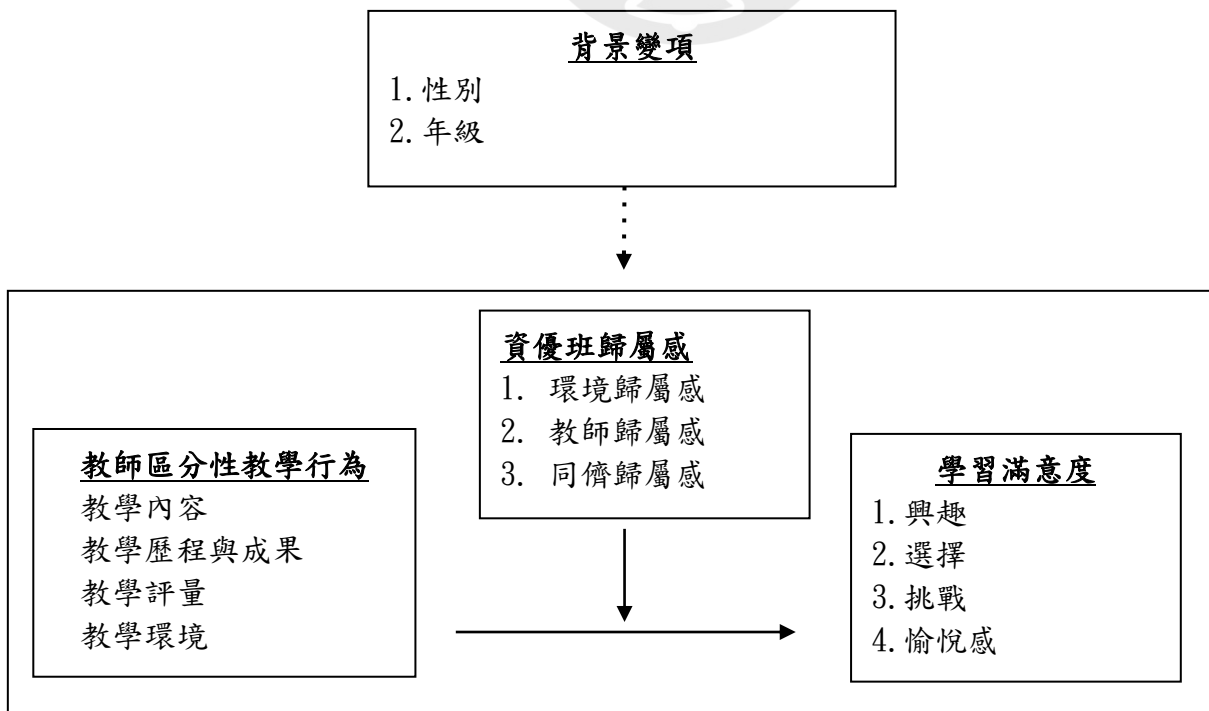 背景變項
1.性別
2.年級
資優班歸屬感
1. 環境歸屬感
2. 教師歸屬感
3. 同儕歸屬感
教師區分性教學行為
教學內容
教學歷程與成果
教學評量
教學環境
學習滿意度
1.興趣
2.選擇
3.挑戰
4.愉悅感